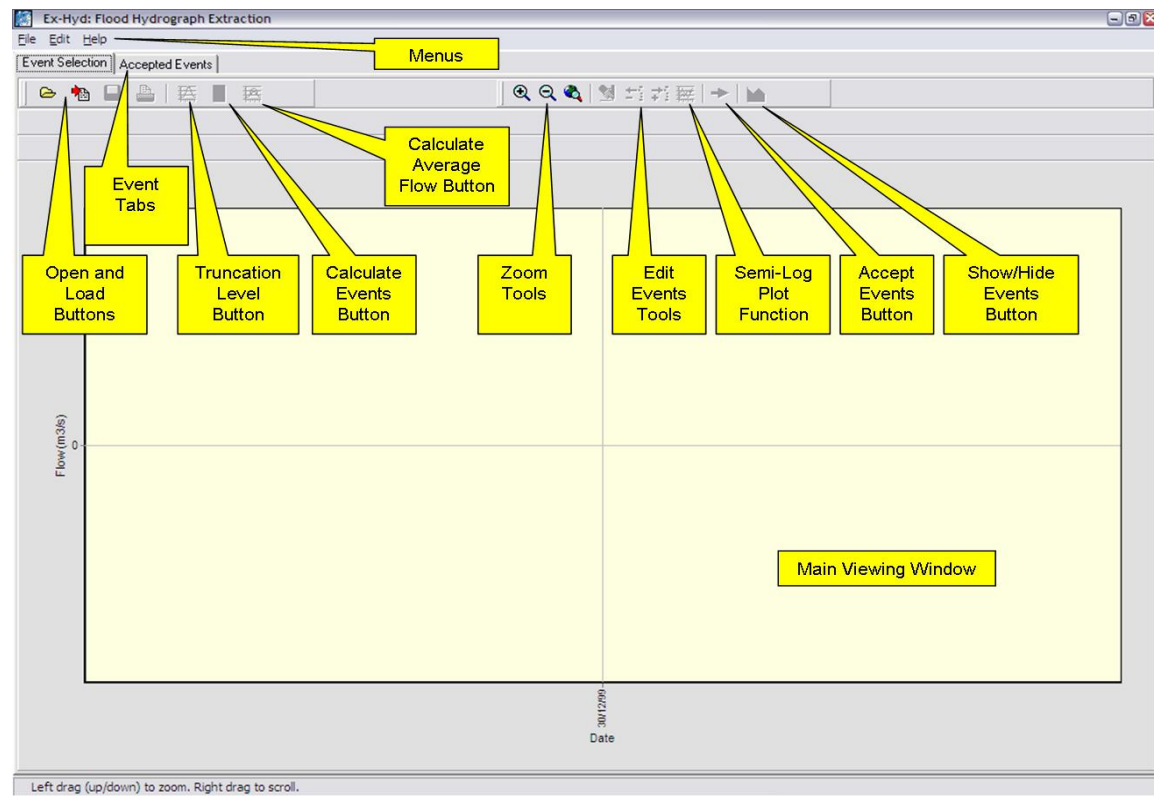 Ex-Hyd: Flood Hydrograph Extraction
File Edit Help
Menus
Event Selection Accepted Events
Calculate
Average
Flow Button
Event
Tabs
Open and
Load
Buttons
Truncation
Level
Button
Calculate
Events
Button
Zoom
Tools
Edit
Events
Tools
Semi-Log
Plot
Function
Accept
Events
Button
Show/Hide
Events
Button
Flow (m3/s)
0
Main Viewing Window
30/12/99
Date
Left drag (up/down) to zoom. Right drag to scroll.